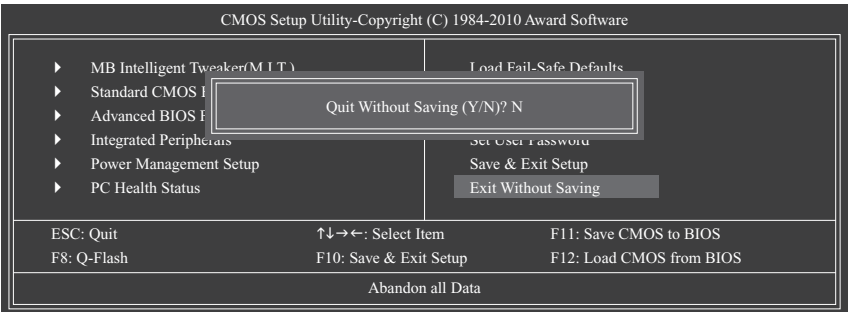 CMOS Setup Utility-Copyright (C) 1984-2010 Award Software
MB Intelligent Tweaker(M.I.T.)
Standard CMOS
Advanced BIOS
Integrated Peripherals
Power Management Setup
PC Health Status
Load Fail-Safe Defaults
Set User Password
Save & Exit Setup
Exit Without Saving
Quit Without Saving (Y/N)? N
ESC: Quit ↑↓→←: Select Item F11: Save CMOS to BIOS
F8: Q-Flash F10: Save & Exit Setup F12: Load CMOS from BIOS
Abandon all Data